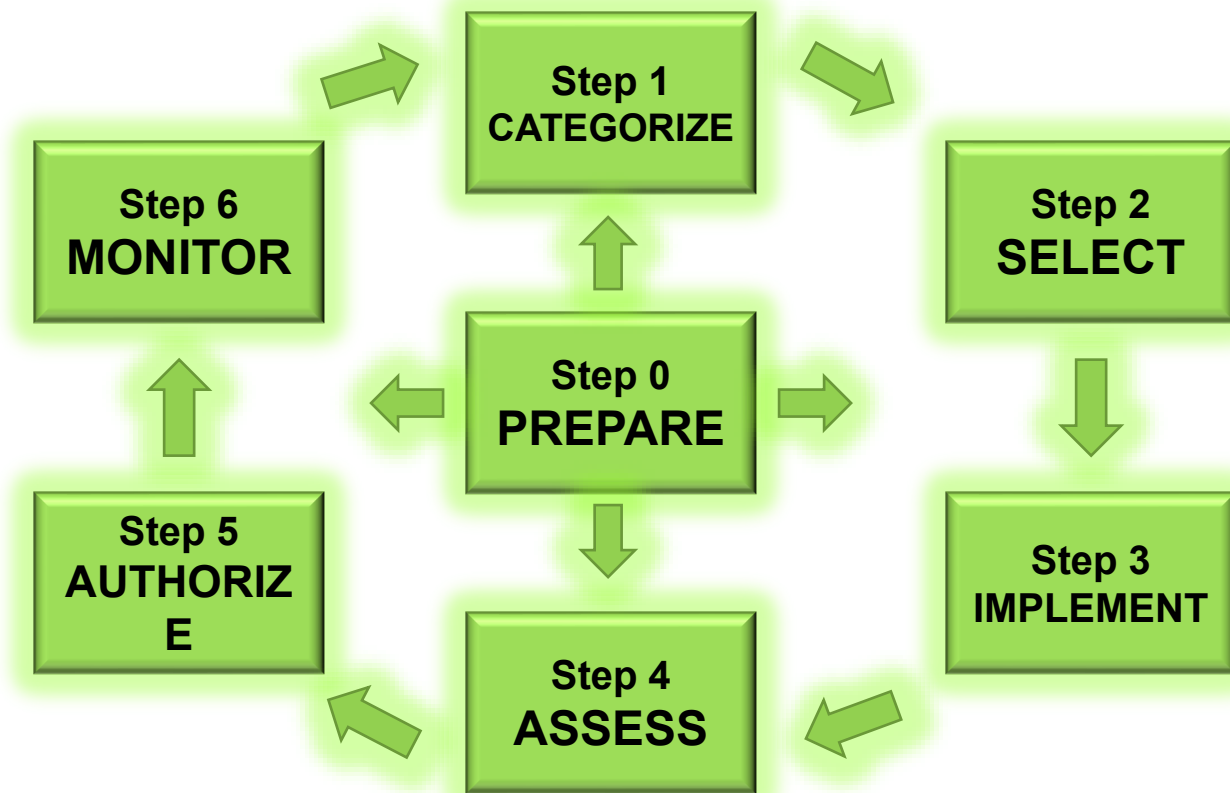 Step 1
CATEGORIZE
Step 2
SELECT
Step 3
IMPLEMENT
Step 4
ASSESS
Step 5
AUTHORIZ
E
Step 6
MONITOR
Step 0
PREPARE